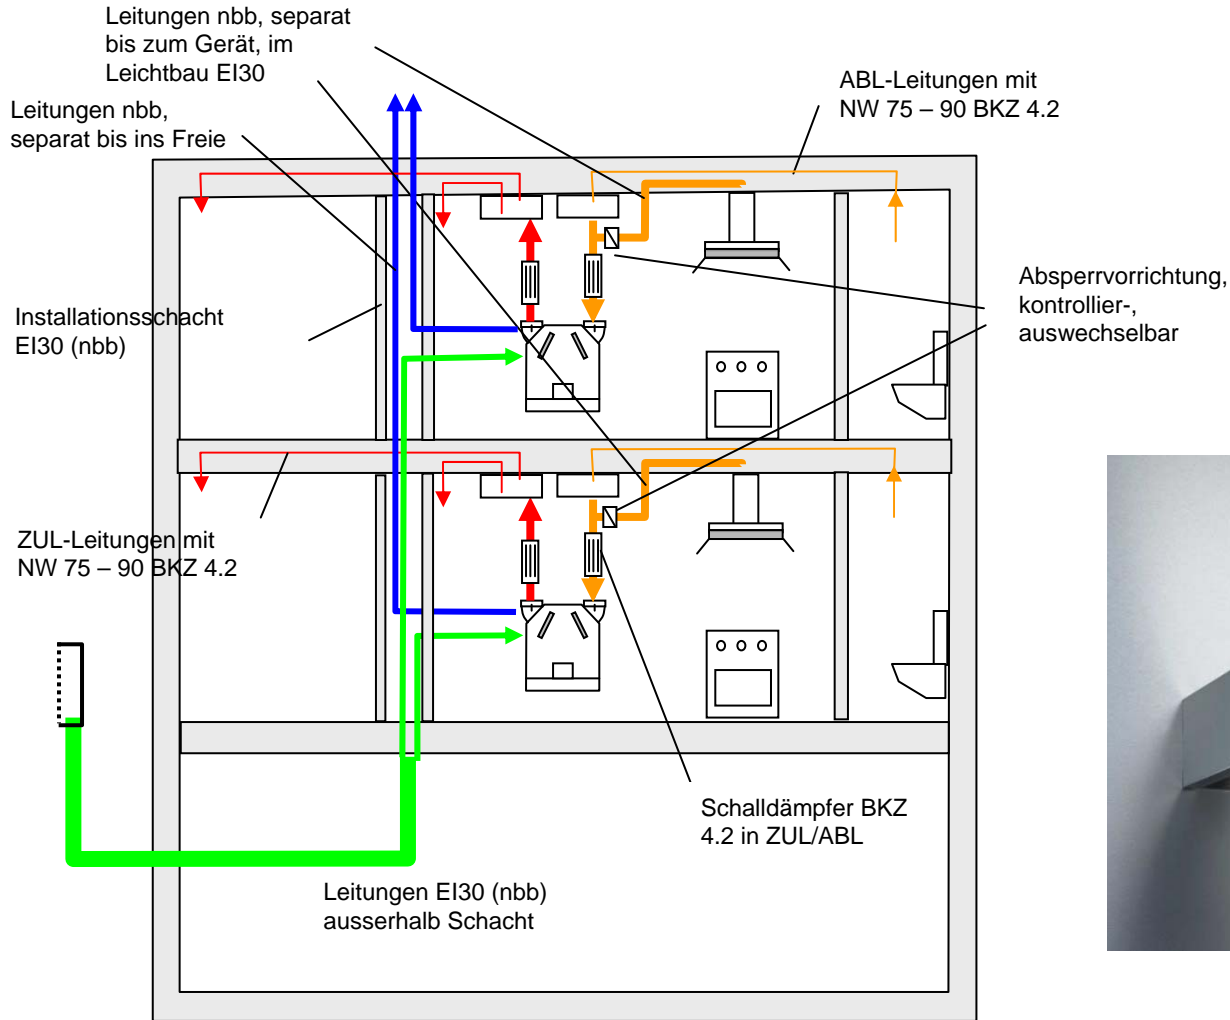 Leitungen nbb, separat
bis zum Gerät, im
Leichtbau EI30
ABL-Leitungen mit
NW 75 – 90 BKZ 4.2
Leitungen nbb,
separat bis ins Freie
Absperrvorrichtung,
kontrollier-,
auswechselbar
Installationsschacht
EI30 (nbb)
ZUL-Leitungen mit
NW 75 – 90 BKZ 4.2
Schalldämpfer BKZ
4.2 in ZUL/ABL
Leitungen EI30 (nbb)
ausserhalb Schacht